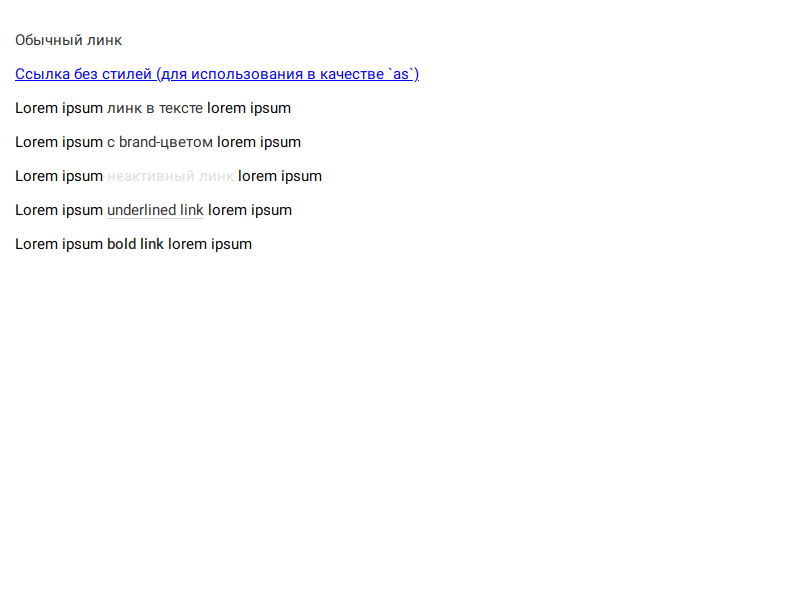 Обычный линк
Ссылка без стилей (для использования в качестве `as`)
Lorem ipsum линк в тексте lorem ipsum
Lorem ipsum с brand-цветом lorem ipsum
Lorem ipsum неактивный линк lorem ipsum
Lorem ipsum underlined link lorem ipsum
Lorem ipsum bold link lorem ipsum